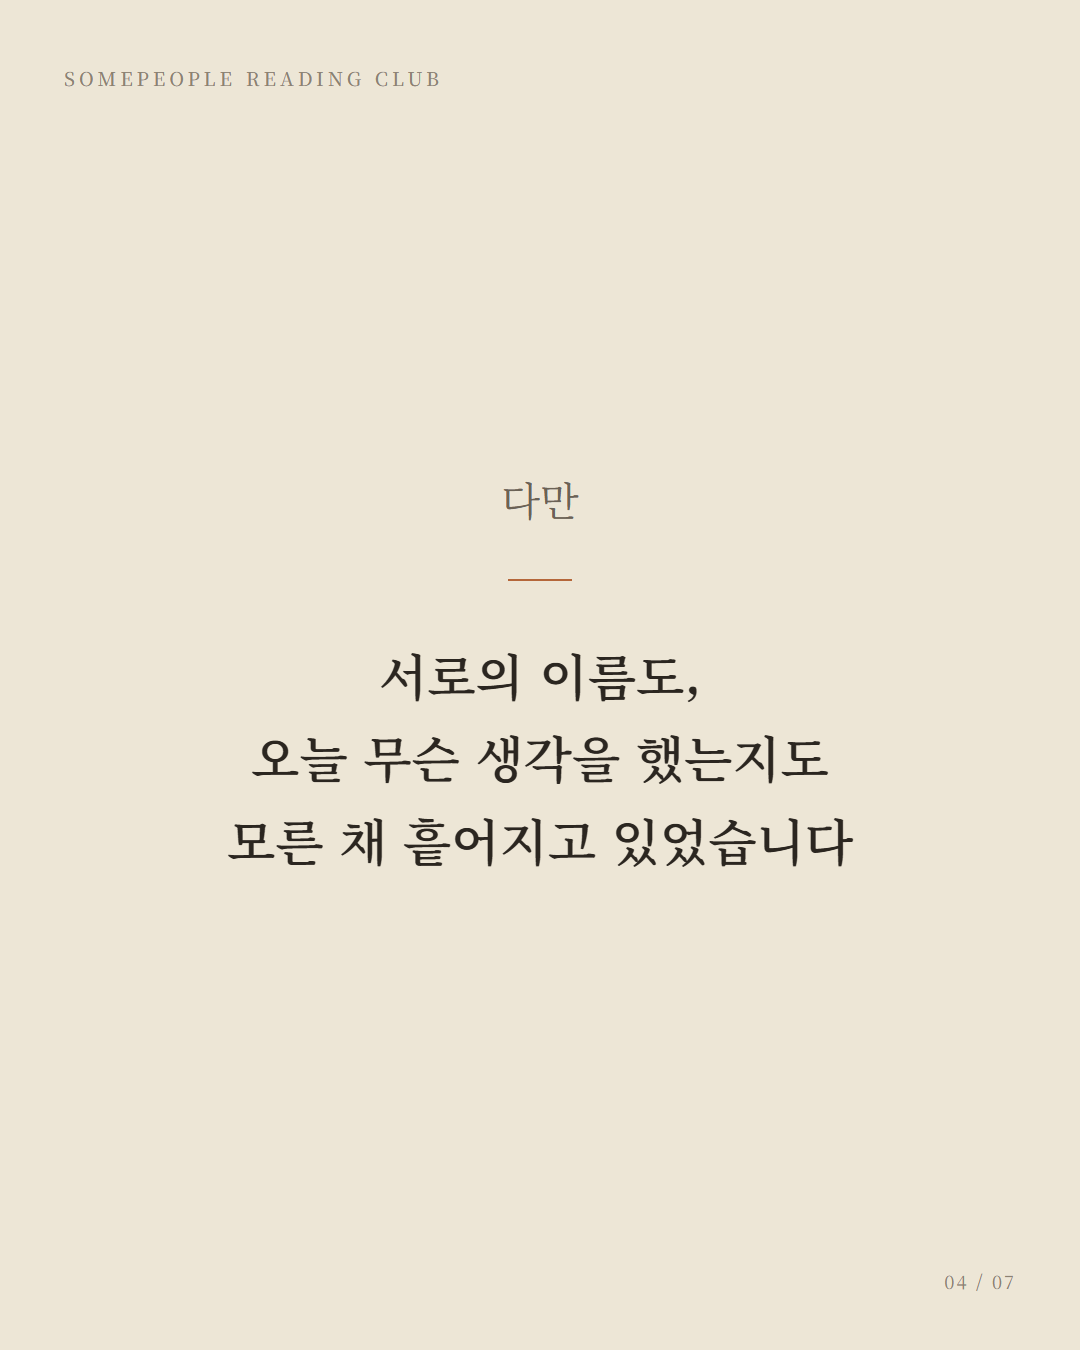 SOMEPEOPLE READING CLUB
다만
서로의 이름도,
오늘 무슨 생각을 했는지도
모른 채 흩어지고 있었습니다
04 / 07